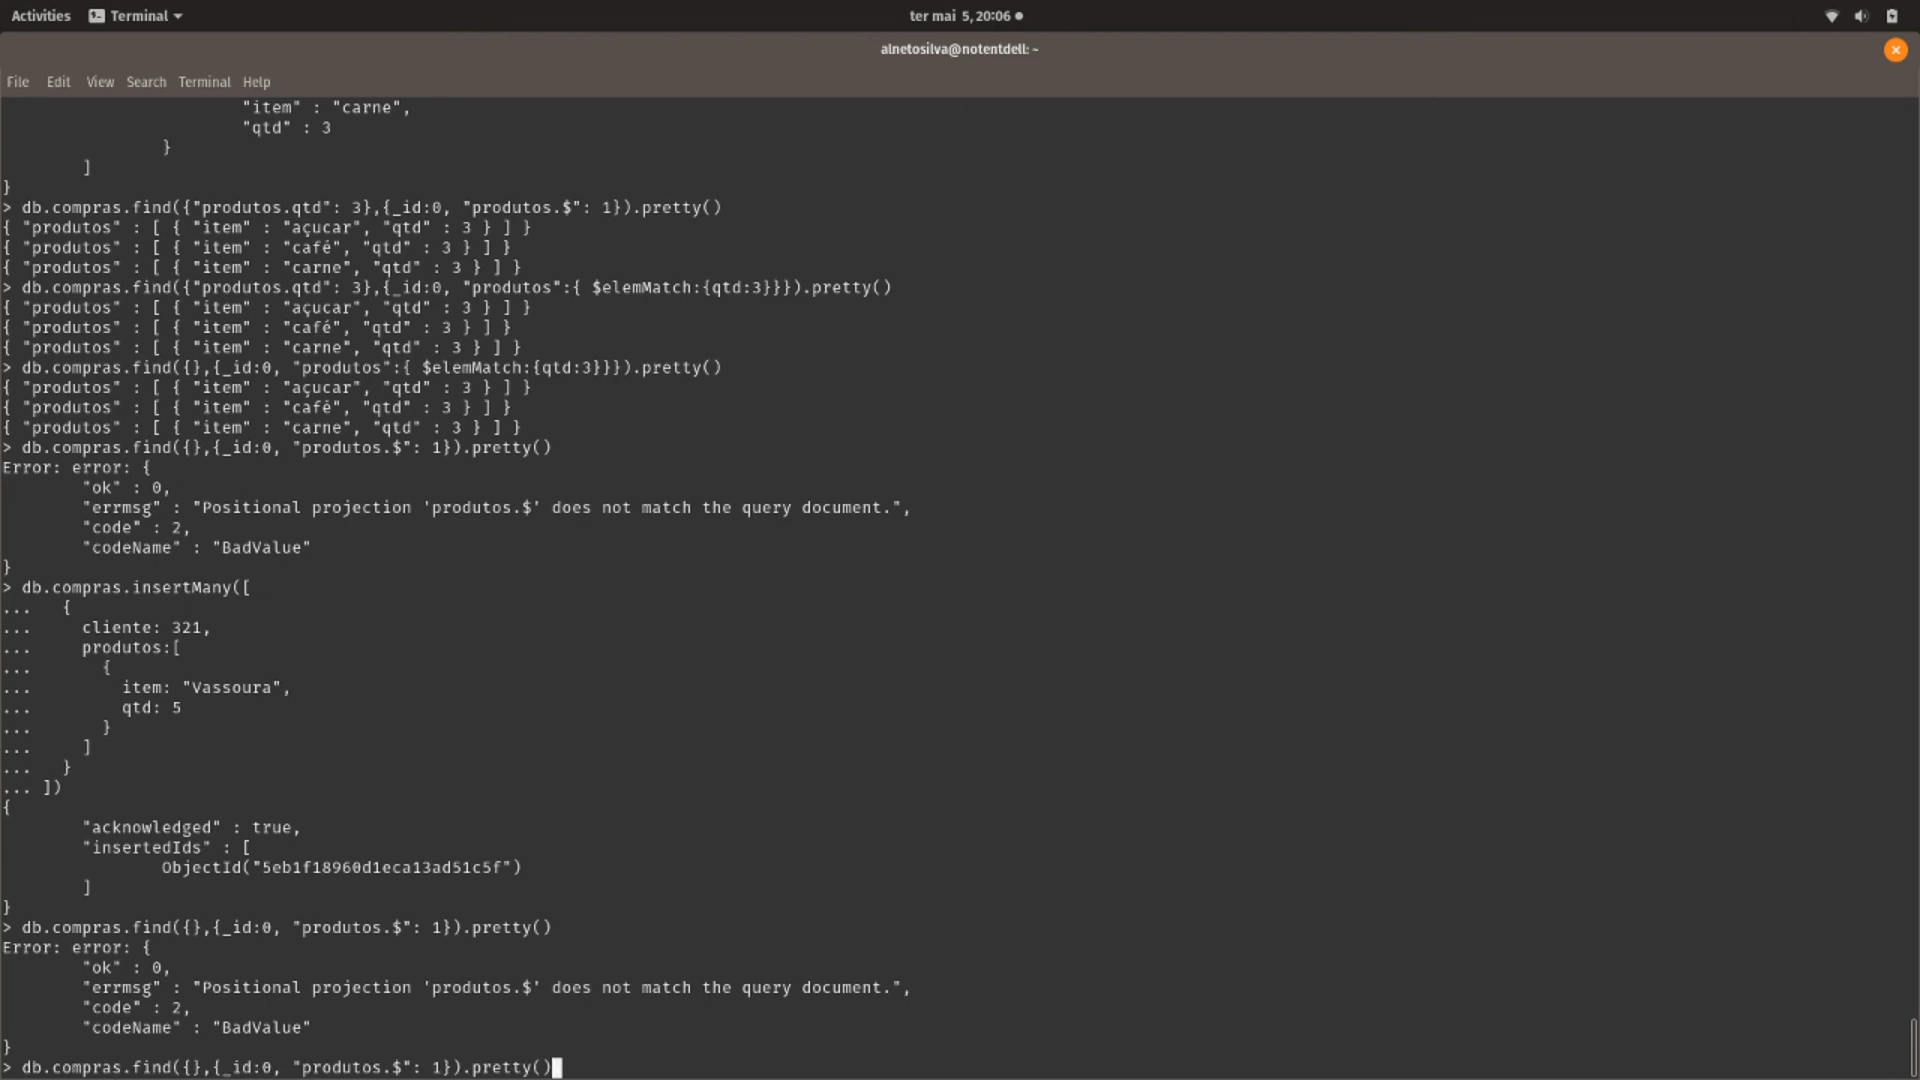 Activities Terminal ter mai 5, 20:06
alnetosilva@notentdell: ~
File Edit View Search Terminal Help
"item" : "carne",
"qtd" : 3
}
]
}
> db.compras.find({"produtos.qtd": 3},{_id:0, "produtos.$": 1}).pretty()
{ "produtos" : [ { "item" : "açucar", "qtd" : 3 } ] }
{ "produtos" : [ { "item" : "café", "qtd" : 3 } ] }
{ "produtos" : [ { "item" : "carne", "qtd" : 3 } ] }
> db.compras.find({"produtos.qtd": 3},{_id:0, "produtos":{ $elemMatch:{qtd:3}}}).pretty()
{ "produtos" : [ { "item" : "açucar", "qtd" : 3 } ] }
{ "produtos" : [ { "item" : "café", "qtd" : 3 } ] }
{ "produtos" : [ { "item" : "carne", "qtd" : 3 } ] }
> db.compras.find({},{_id:0, "produtos":{ $elemMatch:{qtd:3}}}).pretty()
{ "produtos" : [ { "item" : "açucar", "qtd" : 3 } ] }
{ "produtos" : [ { "item" : "café", "qtd" : 3 } ] }
{ "produtos" : [ { "item" : "carne", "qtd" : 3 } ] }
> db.compras.find({},{_id:0, "produtos.$": 1}).pretty()
Error: error: {
"ok" : 0,
"errmsg" : "Positional projection 'produtos.$' does not match the query document.",
"code" : 2,
"codeName" : "BadValue"
}
> db.compras.insertMany([
... {
... cliente: 321,
... produtos:[
... {
... item: "Vassoura",
... qtd: 5
... }
... ]
... }
... ])
{
"acknowledged" : true,
"insertedIds" : [
ObjectId("5eb1f18960d1eca13ad51c5f")
]
}
> db.compras.find({},{_id:0, "produtos.$": 1}).pretty()
Error: error: {
"ok" : 0,
"errmsg" : "Positional projection 'produtos.$' does not match the query document.",
"code" : 2,
"codeName" : "BadValue"
}
> db.compras.find({},{_id:0, "produtos.$": 1}).pretty()